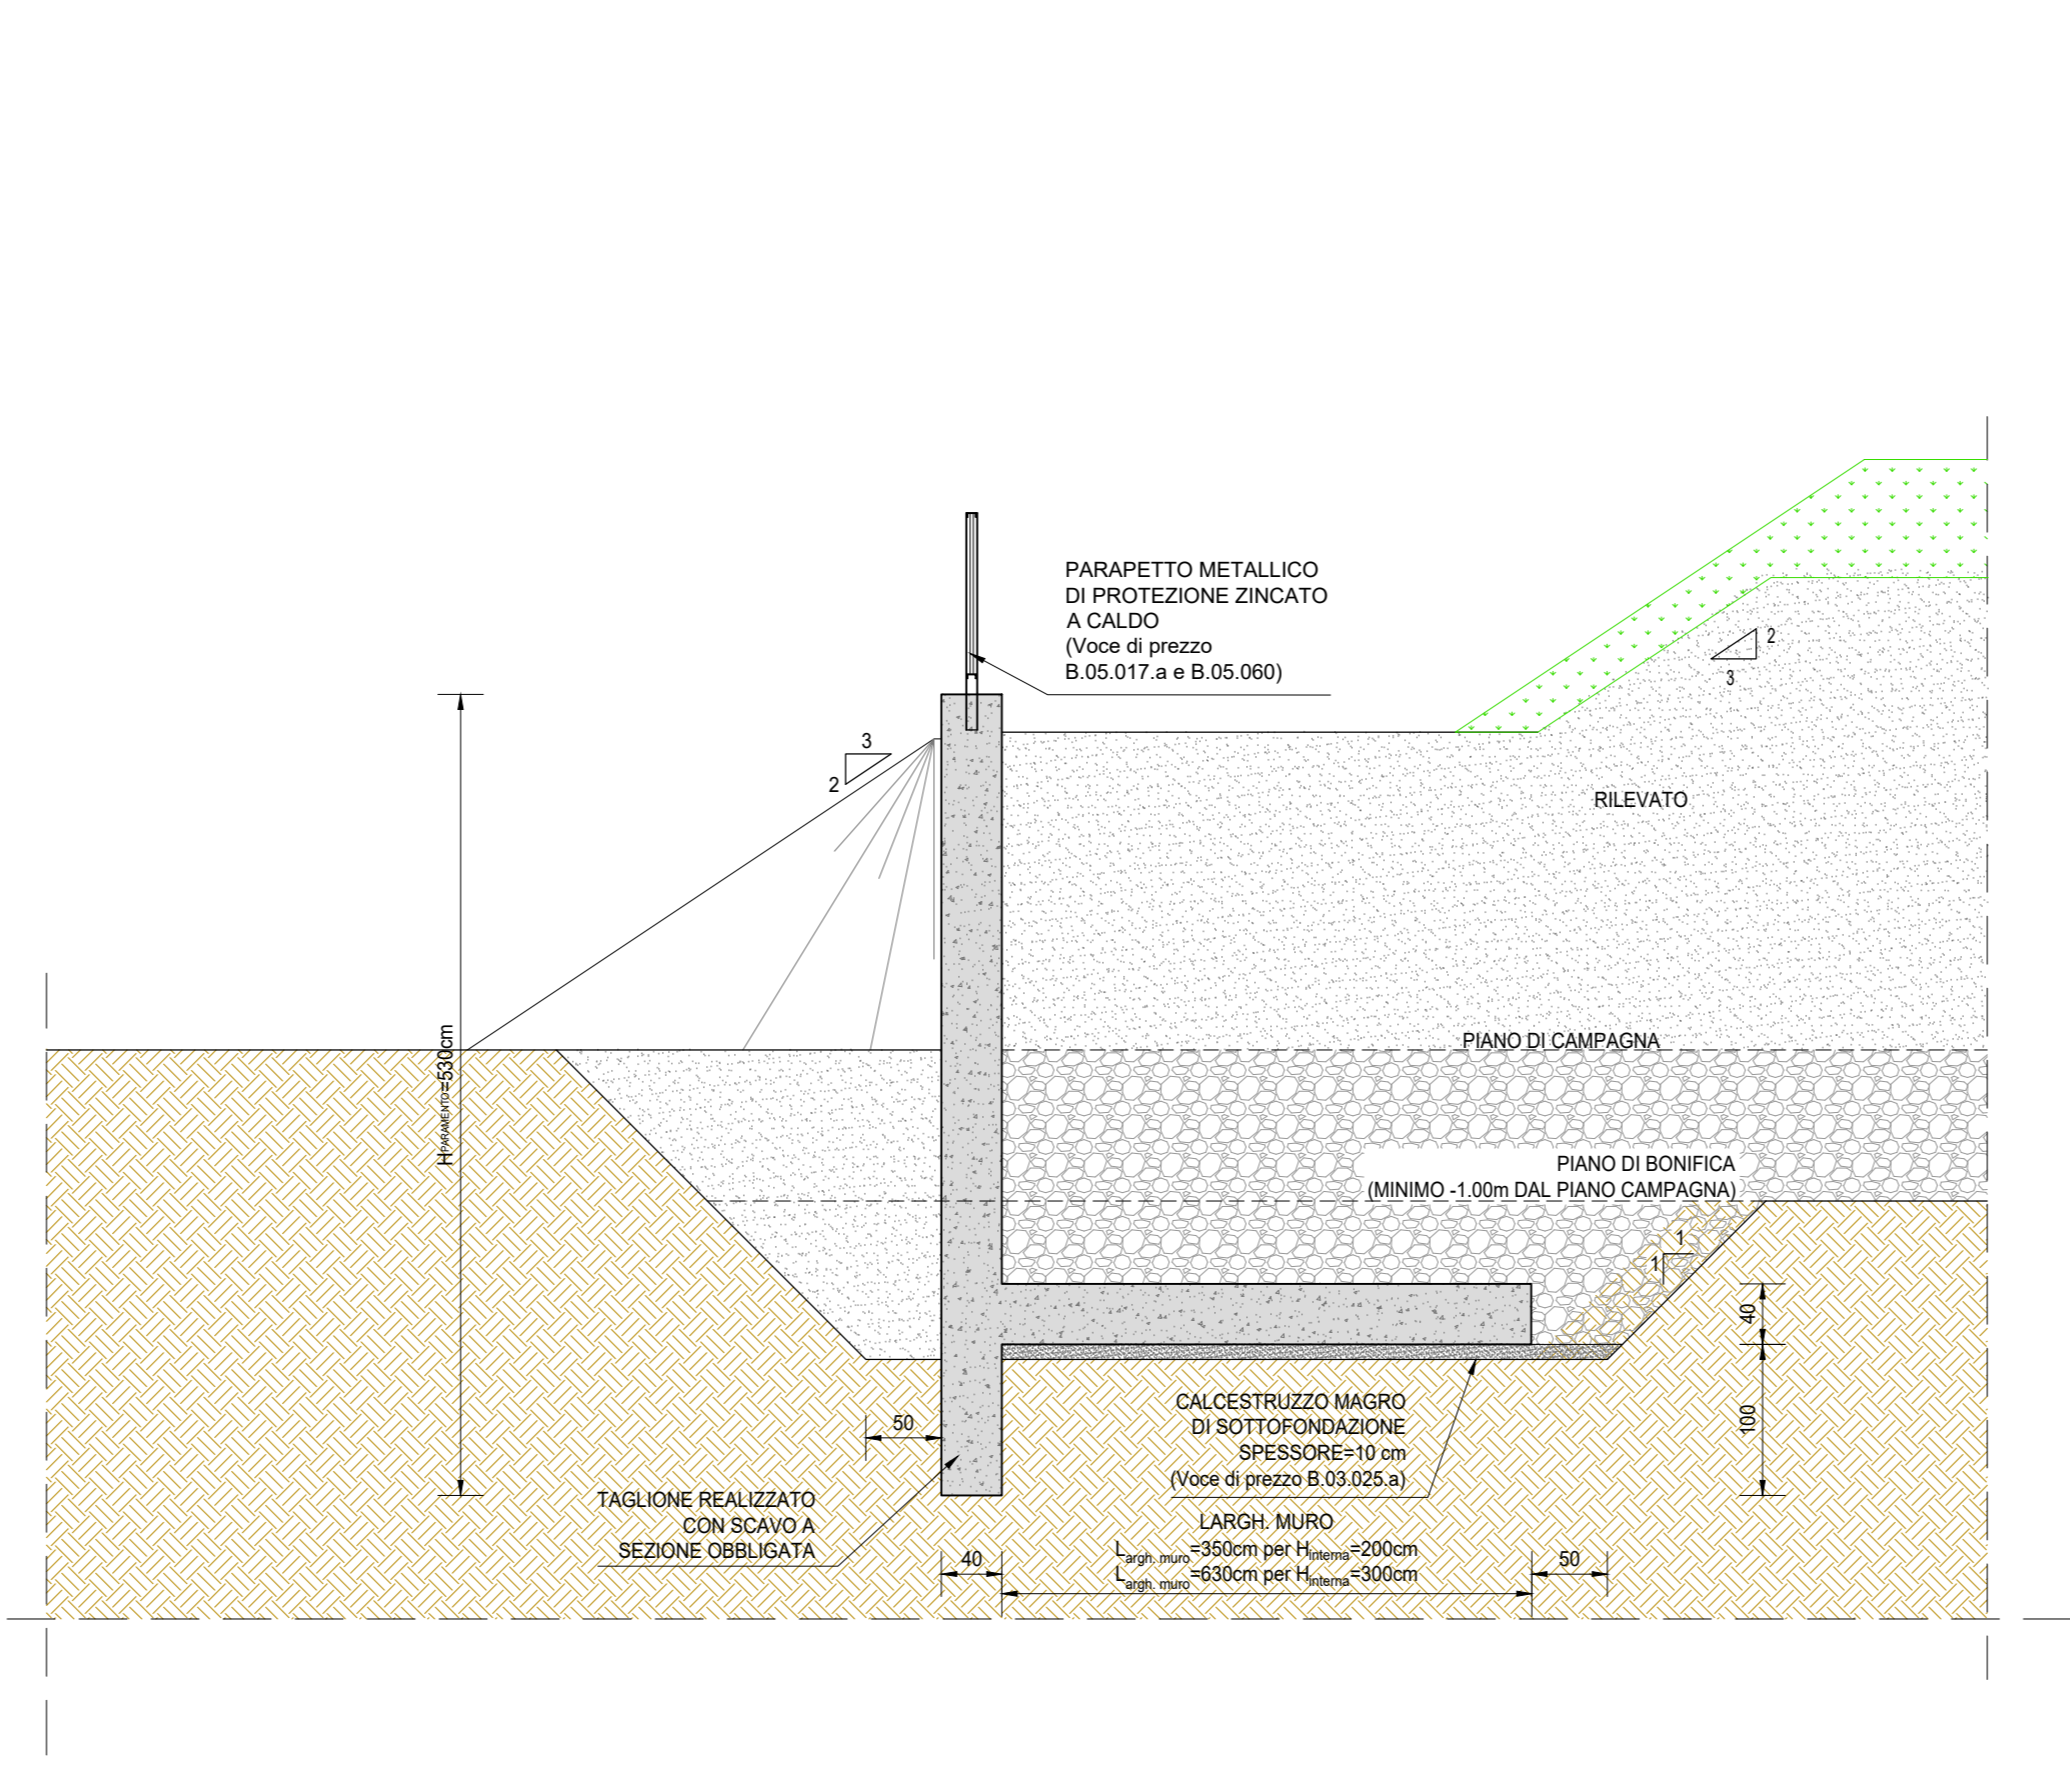 PARAPETTO METALLICO
DI PROTEZIONE ZINCATO
A CALDO
(Voce di prezzo
B.05.017.a e B.05.060)
2
3
3
2
RILEVATO
HPARAMENTO=530cm
PIANO DI CAMPAGNA
PIANO DI BONIFICA
(MINIMO -1.00m DAL PIANO CAMPAGNA)
1
1
40
100
50
CALCESTRUZZO MAGRO
DI SOTTOFONDAZIONE
SPESSORE=10 cm
(Voce di prezzo B.03.025.a)
TAGLIONE REALIZZATO
CON SCAVO A
SEZIONE OBBLIGATA
LARGH. MURO
Largh. muro=350cm per Hinterna=200cm
Largh. muro=630cm per Hinterna=300cm
40
50